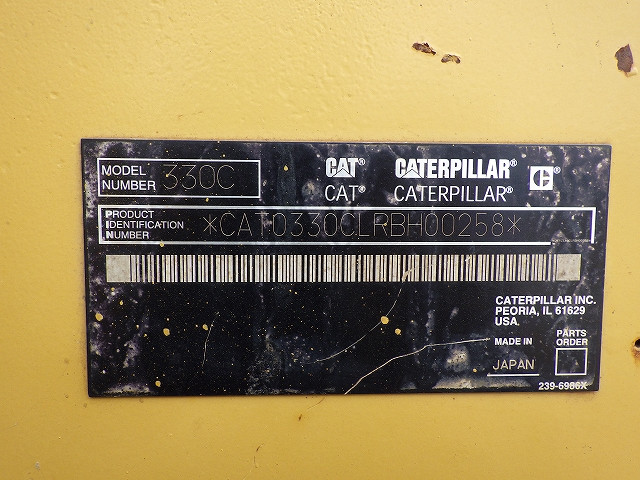 MODEL NUMBER 330C
CAT® CATERPILLAR® C
CAT® CATERPILLAR®
PRODUCT IDENTIFICATION NUMBER *CAT0330CLRBH00258*
CATERPILLAR INC.
PEORIA, IL 61629
USA.
MADE IN JAPAN
PARTS ORDER
239-6986X